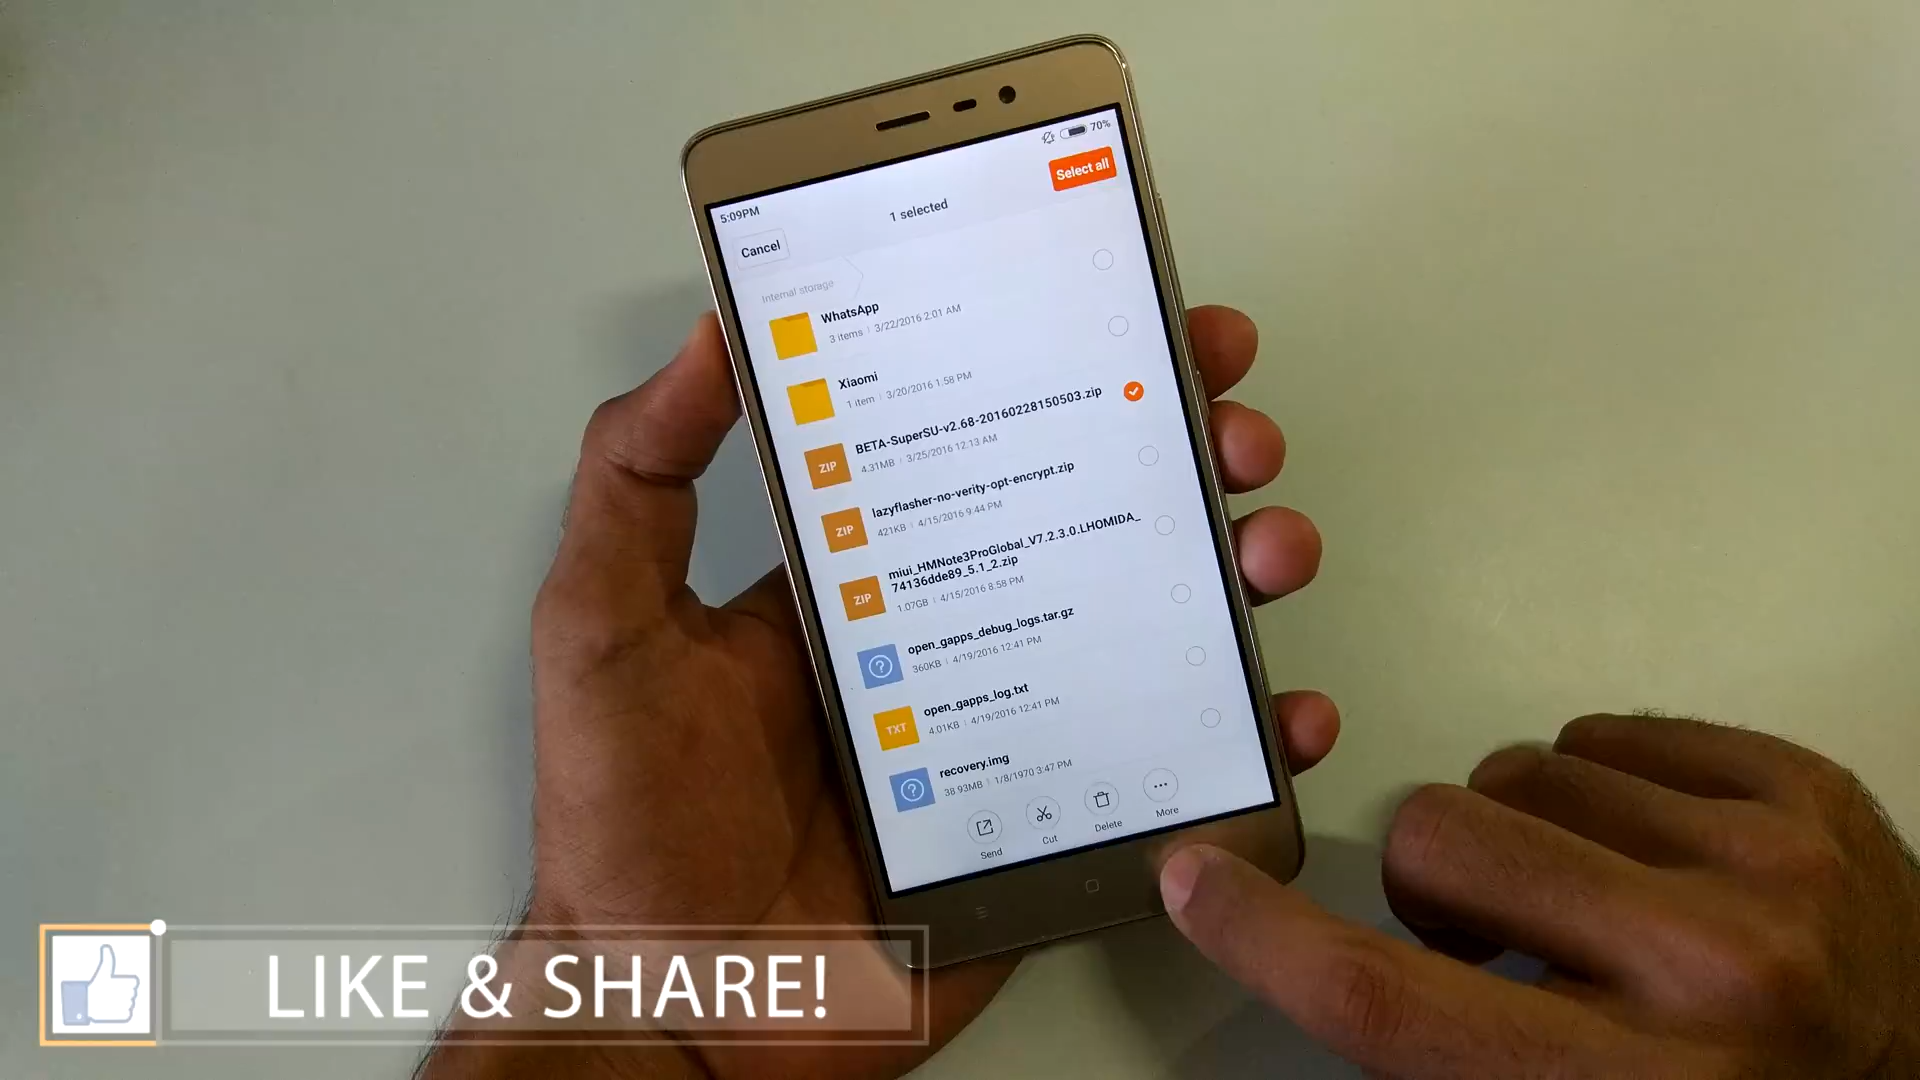 5:09PM
70%
Cancel
1 selected
Select all
Internal storage
WhatsApp
3 items | 3/22/2016 2:01 AM
Xiaomi
1 item | 3/20/2016 1:58 PM
ZIP
BETA-SuperSU-v2.68-20160228150503.zip
4.31MB | 3/25/2016 12:13 AM
ZIP
lazyflasher-no-verity-opt-encrypt.zip
421KB | 4/15/2016 9:44 PM
ZIP
miui_HMNote3ProGlobal_V7.2.3.0.LHOMIDA_
74136dde89_5.1_2.zip
1.07GB | 4/15/2016 8:58 PM
open_gapps_debug_logs.tar.gz
360KB | 4/19/2016 12:41 PM
TXT
open_gapps_log.txt
4.01KB | 4/19/2016 12:41 PM
recovery.img
38.93MB | 1/8/1970 3:47 PM
Send
Cut
Delete
More
LIKE & SHARE!